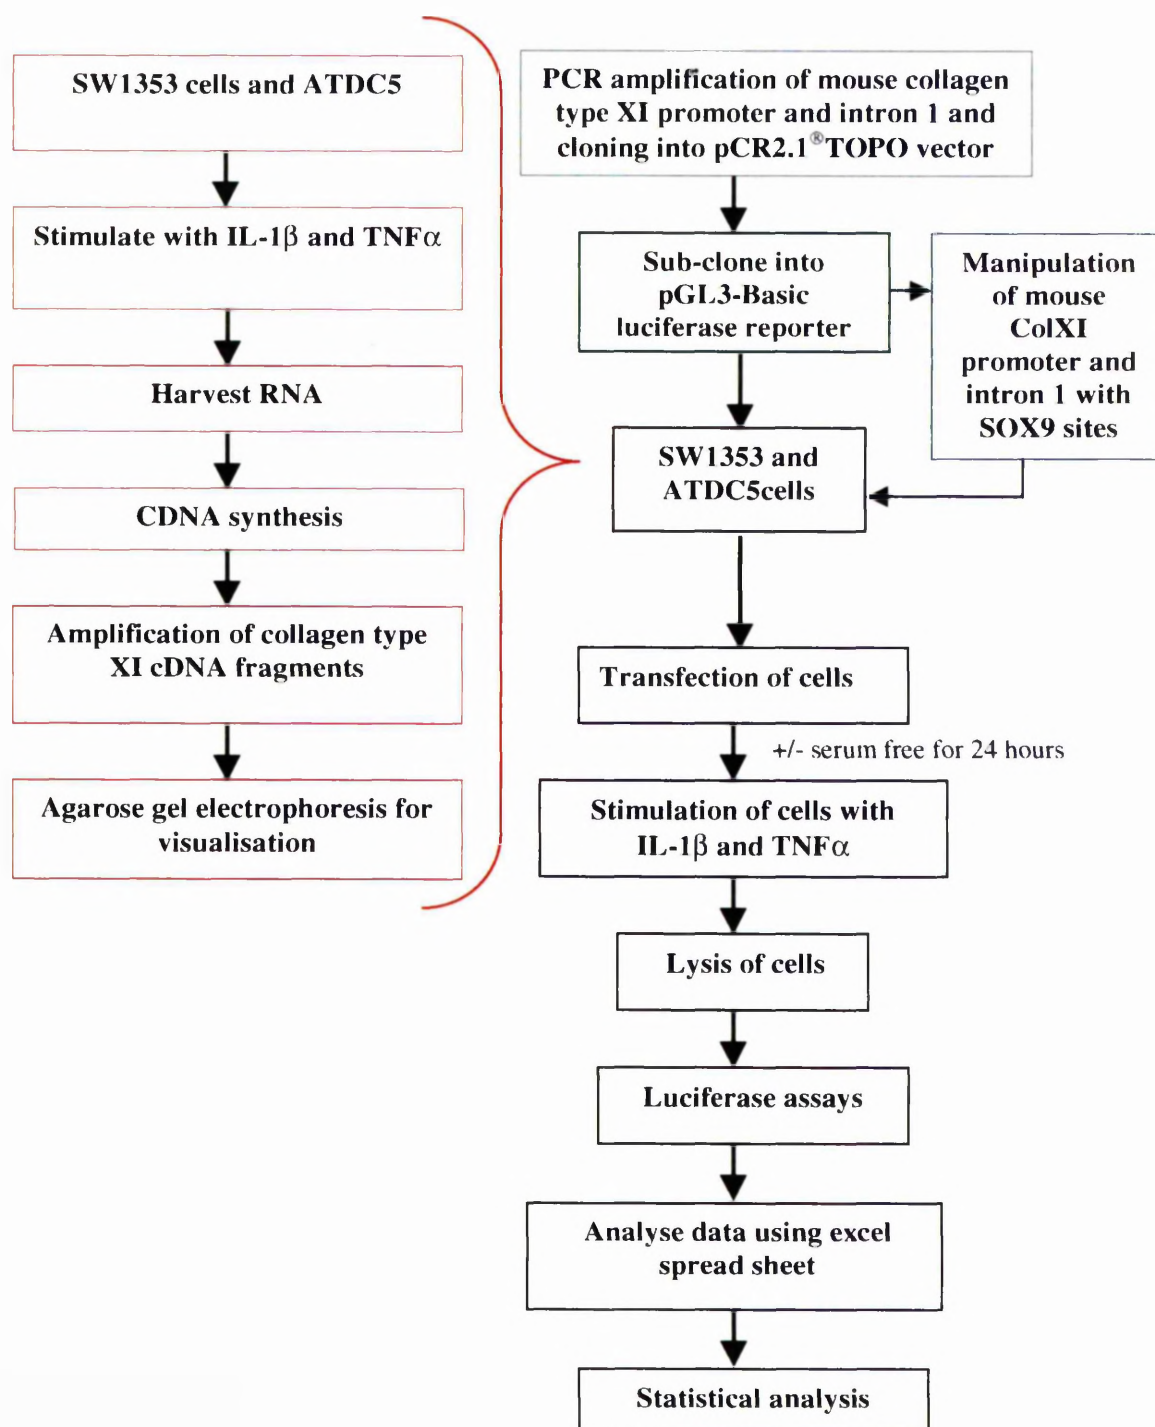 SW1353 cells and ATDC5
Stimulate with IL-1β and TNFα
Harvest RNA
CDNA synthesis
Amplification of collagen type
XI cDNA fragments
Agarose gel electrophoresis for
visualisation
PCR amplification of mouse collagen
type XI promoter and intron 1 and
cloning into pCR2.1®TOPO vector
Sub-clone into
pGL3-Basic
luciferase reporter
Manipulation
of mouse
ColXI
promoter and
intron 1 with
SOX9 sites
SW1353 and
ATDC5cells
Transfection of cells
+/- serum free for 24 hours
Stimulation of cells with
IL-1β and TNFα
Lysis of cells
Luciferase assays
Analyse data using excel
spread sheet
Statistical analysis